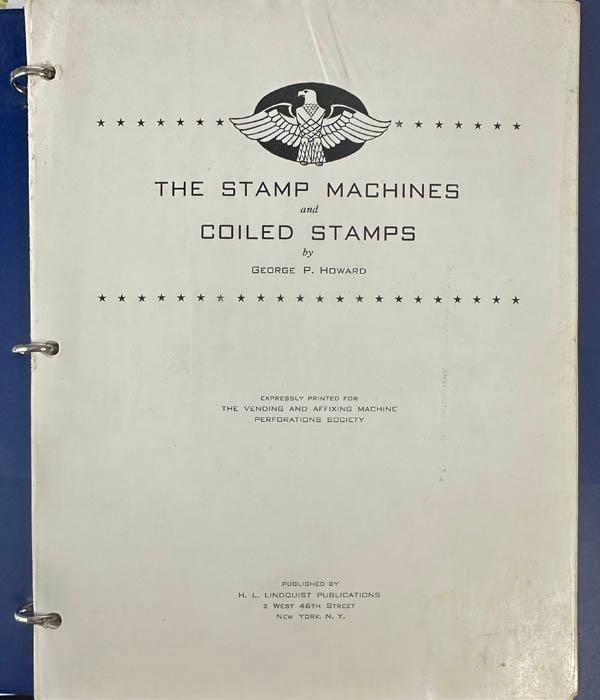 THE STAMP MACHINES
and
COILED STAMPS
by
GEORGE P. HOWARD
EXPRESSLY PRINTED FOR
THE VENDING AND AFFIXING MACHINE
PERFORATIONS SOCIETY
PUBLISHED BY
H. L. LINDQUIST PUBLICATIONS
2 WEST 46TH STREET
NEW YORK, N. Y.